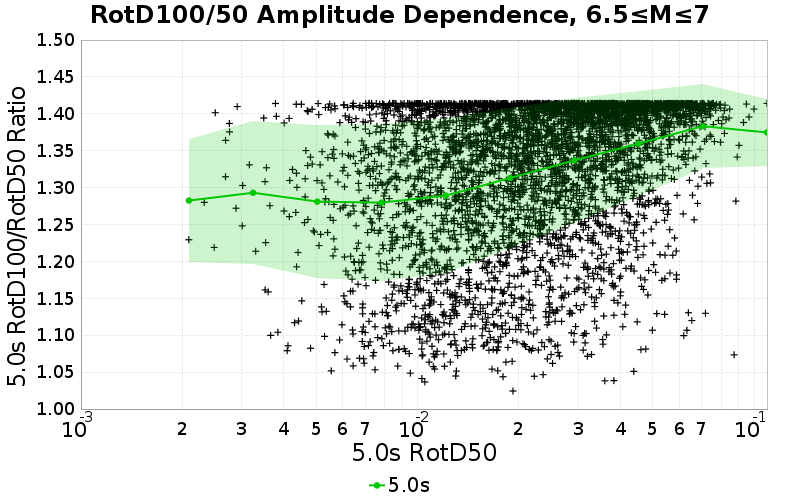 RotD100/50 Amplitude Dependence, 6.5≤M≤7
5.0s RotD100/RotD50 Ratio
1.50
1.45
1.40
1.35
1.30
1.25
1.20
1.15
1.10
1.05
1.00
10-3 2 3 4 5 6 7 10-2 2 3 4 5 6 7 10-1
5.0s RotD50
5.0s